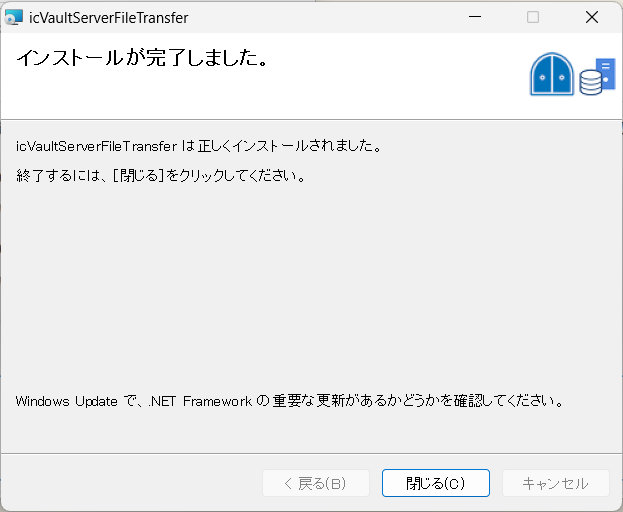 icVaultServerFileTransfer
インストールが完了しました。
icVaultServerFileTransfer は正しくインストールされました。
終了するには、[閉じる]をクリックしてください。
Windows Update で、.NET Framework の重要な更新があるかどうかを確認してください。
< 戻る(B)
閉じる(C)
キャンセル